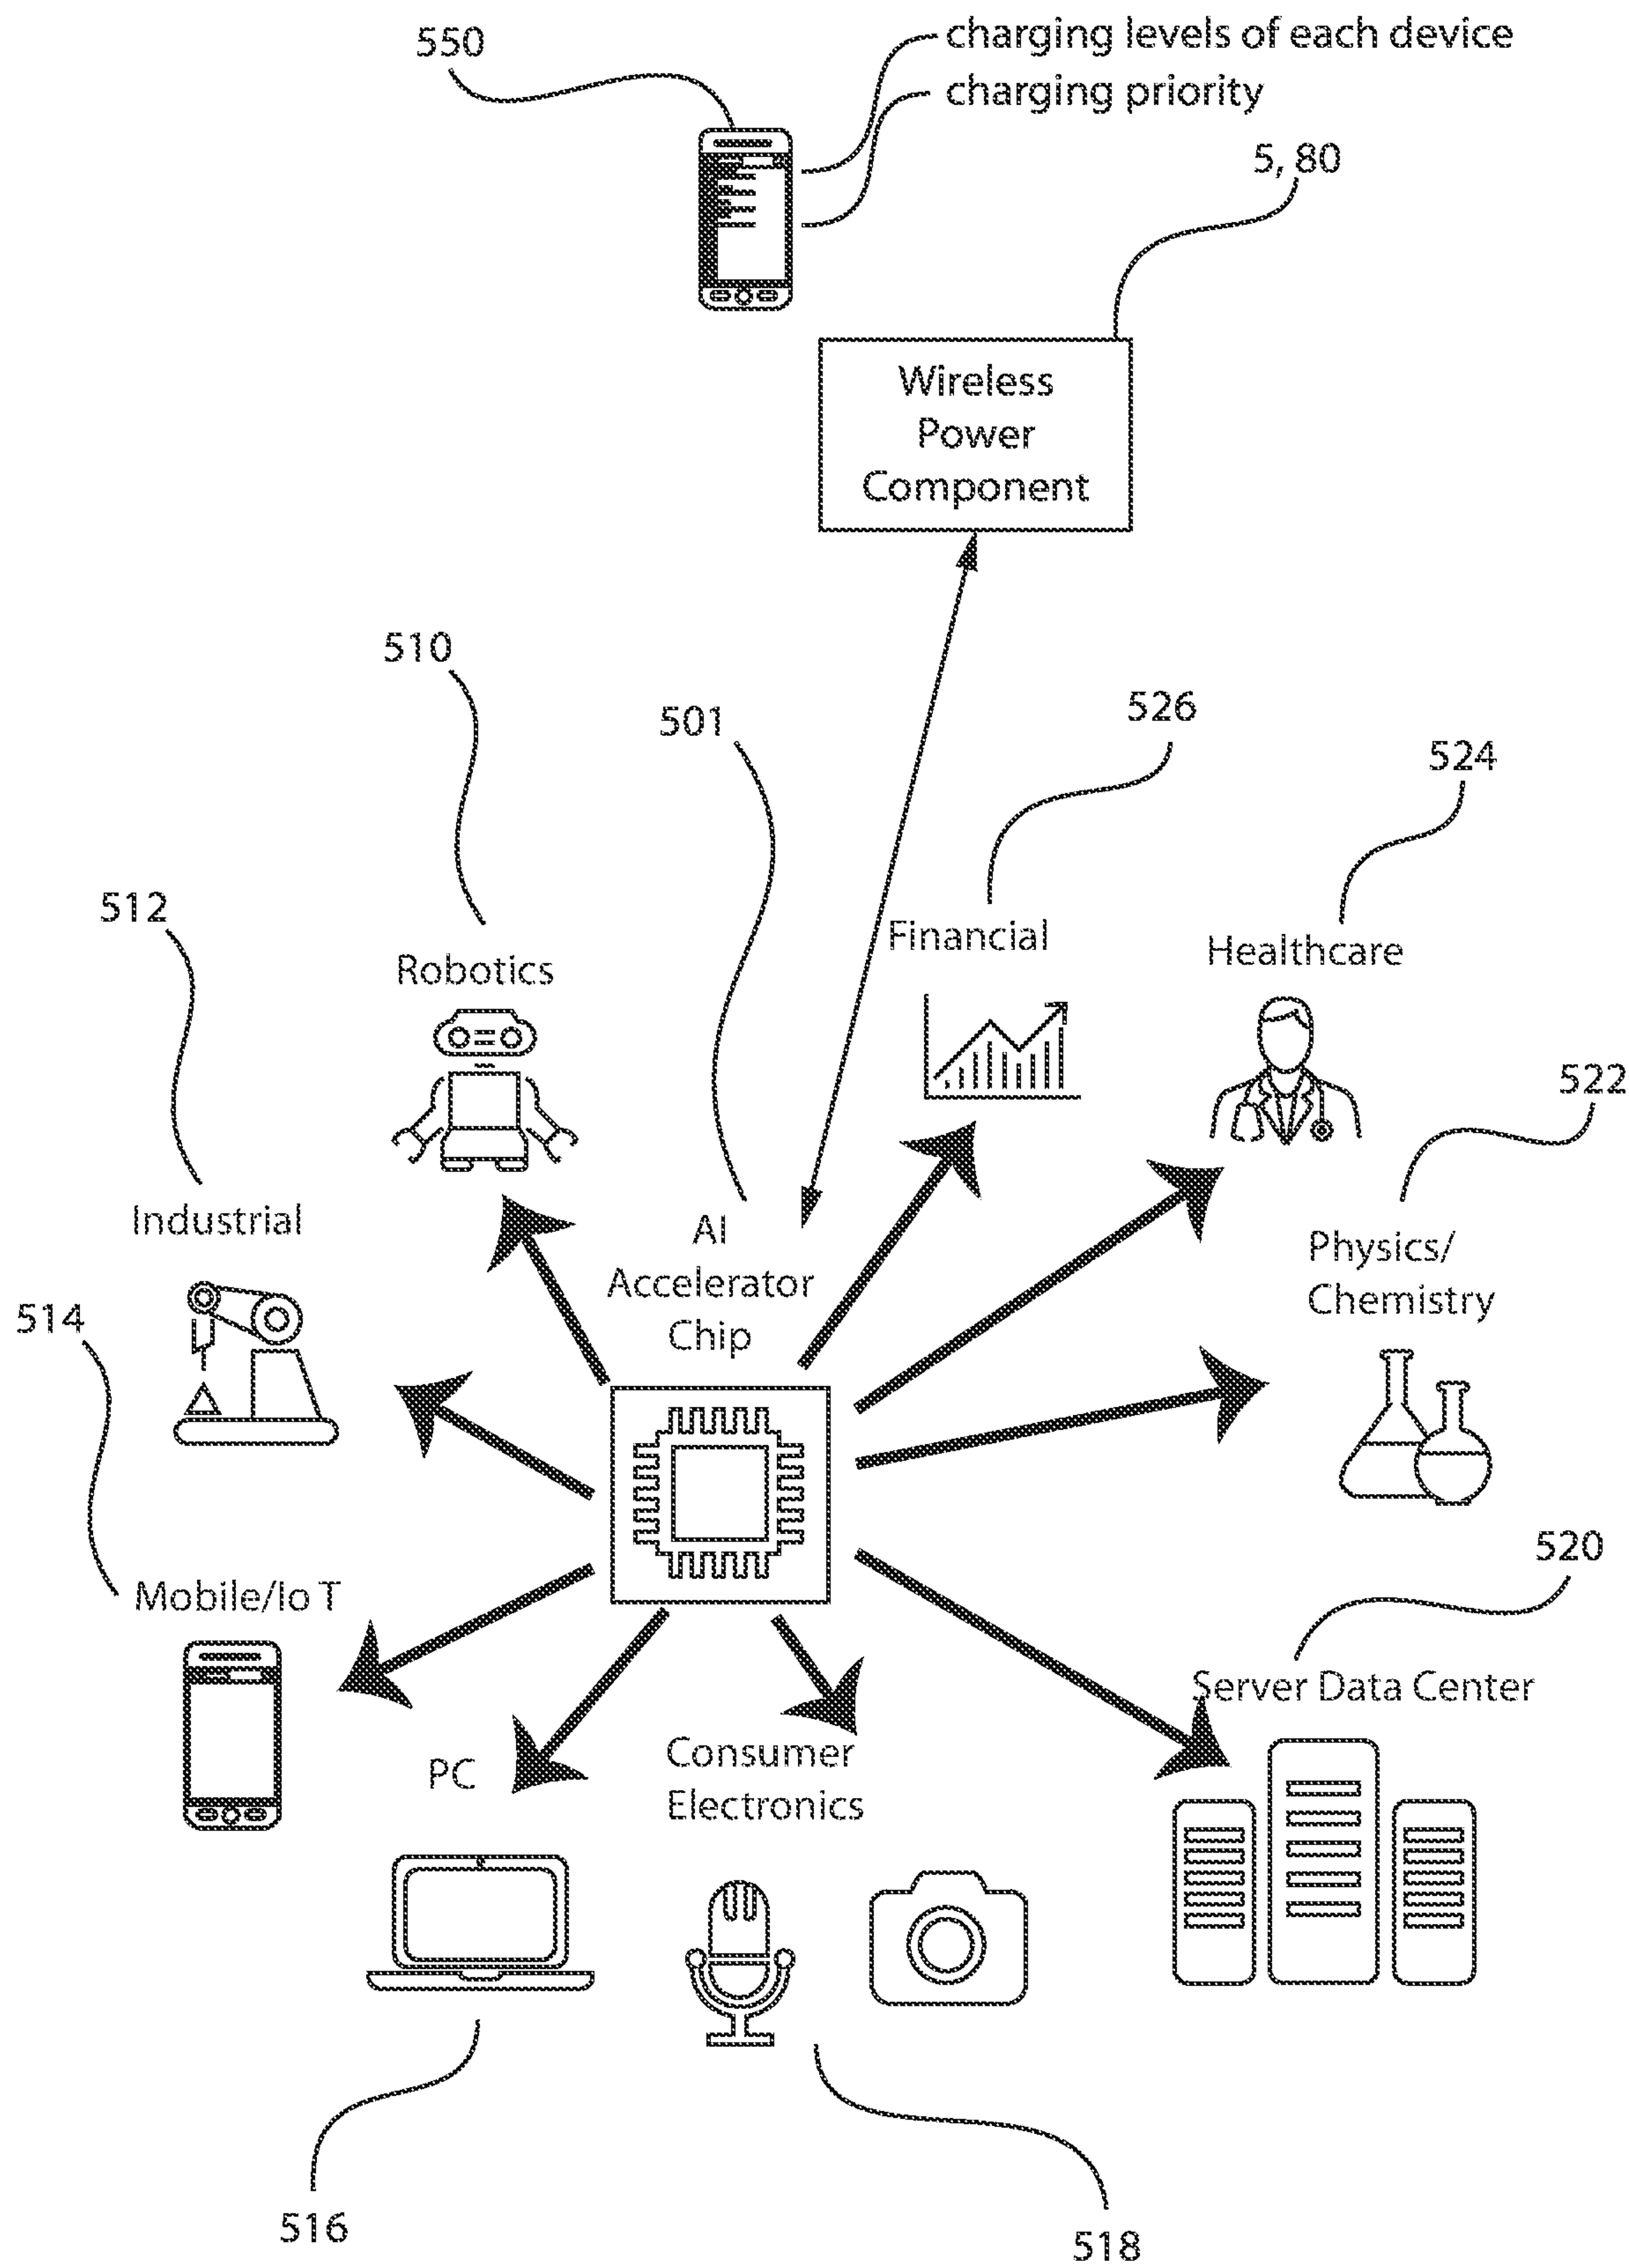 550
charging levels of each device
charging priority
5, 80
Wireless
Power
Component
510
501
526
524
512
Financial
Healthcare
Robotics
522
Industrial
AI
Accelerator
Chip
Physics/
Chemistry
514
520
Mobile/Io T
Server Data Center
PC
Consumer
Electronics
516
518